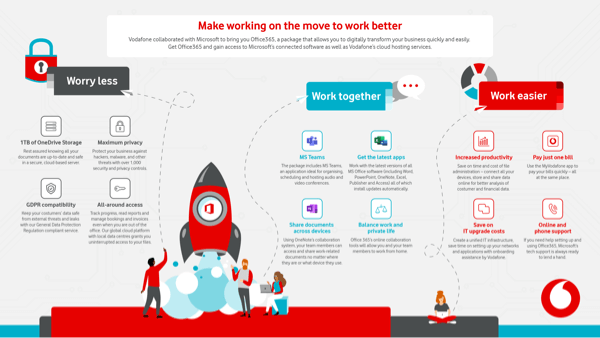 Make working on the move to work better
Vodafone collaborated with Microsoft to bring you Office365, a package that allows you to digitally transform your business quickly and easily.
Get Office365 and gain access to Microsoft's connected software as well as Vodafone's cloud hosting services.
Worry less
1TB of OneDrive Storage
Rest assured knowing all your
documents are up to date and safe
in a secure, cloud-based server.
Maximum privacy
Protect your business against
hackers, malware, and other
threats with over 1,000
security and privacy controls.
GDPR compatibility
Keep your customers' data safe
from external threats and leaks
with our General Data Protection
Regulation compliant service.
All-around access
Track progress, read reports and
manage bookings and invoices
even when you are out of the
office. Our global cloud platform
with local data centres grants you
uninterrupted access to your files.
Work together
MS Teams
The package includes MS Teams,
an application ideal for organising,
scheduling and hosting audio and
video conferences.
Get the latest apps
Work with the latest versions of all
MS Office software (including Word,
PowerPoint, OneNote, Excel,
Publisher and Access) all of which
install updates automatically.
Share documents
across devices
Using OneNote's collaboration
system, your team members can
access and share work-related
documents no matter where
they are or what device they use.
Balance work and
private life
Office 365's online collaboration
tools will allow you and your team
members to work from home.
Work easier
Increased productivity
Save on time and cost of file
administration - connect all your
devices, store and share data
online for better analysis of
costumer and financial data.
Pay just one bill
Use the MyVodafone app to
pay your bills quickly – all
at the same place.
Save on
IT upgrade costs
Create a unified IT infrastructure,
save time on setting up your networks
and applications with onboarding
assistance by Vodafone.
Online and
phone support
If you need help setting up and
using Office365, Microsoft's
tech support is always ready
to lend a hand!